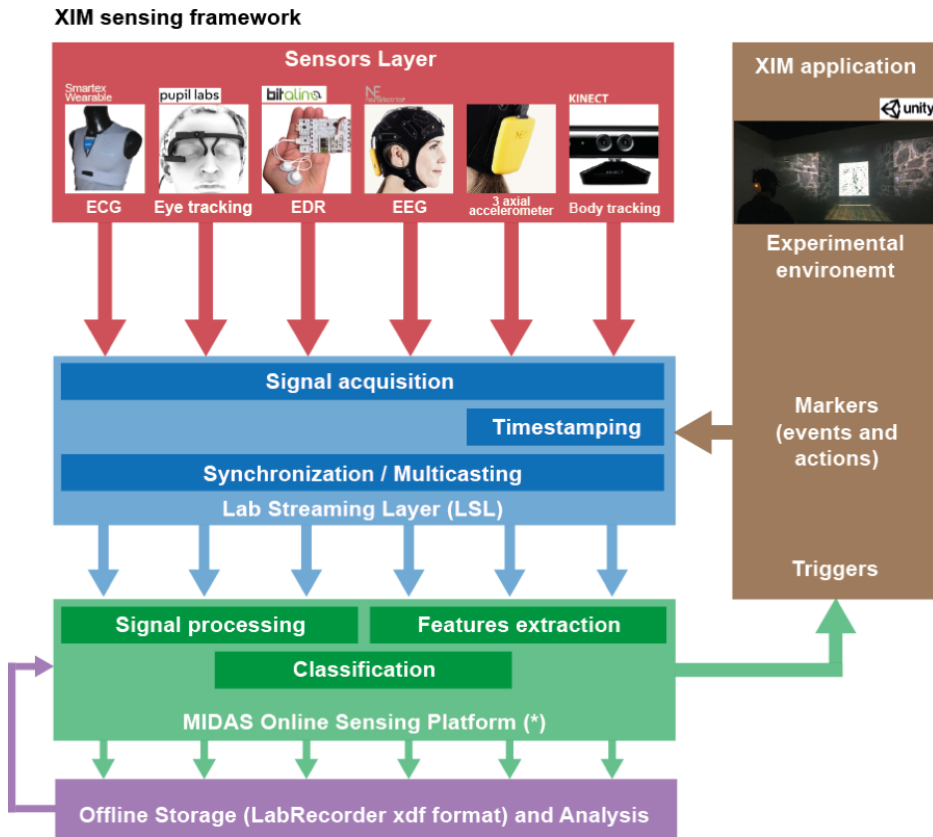 XIM sensing framework
Sensors Layer
Smartex
Wearable
pupil labs
bitalino
NE
KINECT
ECG
Eye tracking
EDR
EEG
3 axial
accelerometer
Body tracking
XIM application
unity
Experimental
environemt
Signal acquisition
Timestamping
Markers
(events and
actions)
Synchronization / Multicasting
Lab Streaming Layer (LSL)
Triggers
Signal processing
Features extraction
Classification
MIDAS Online Sensing Platform (*)
Offline Storage (LabRecorder xdf format) and Analysis